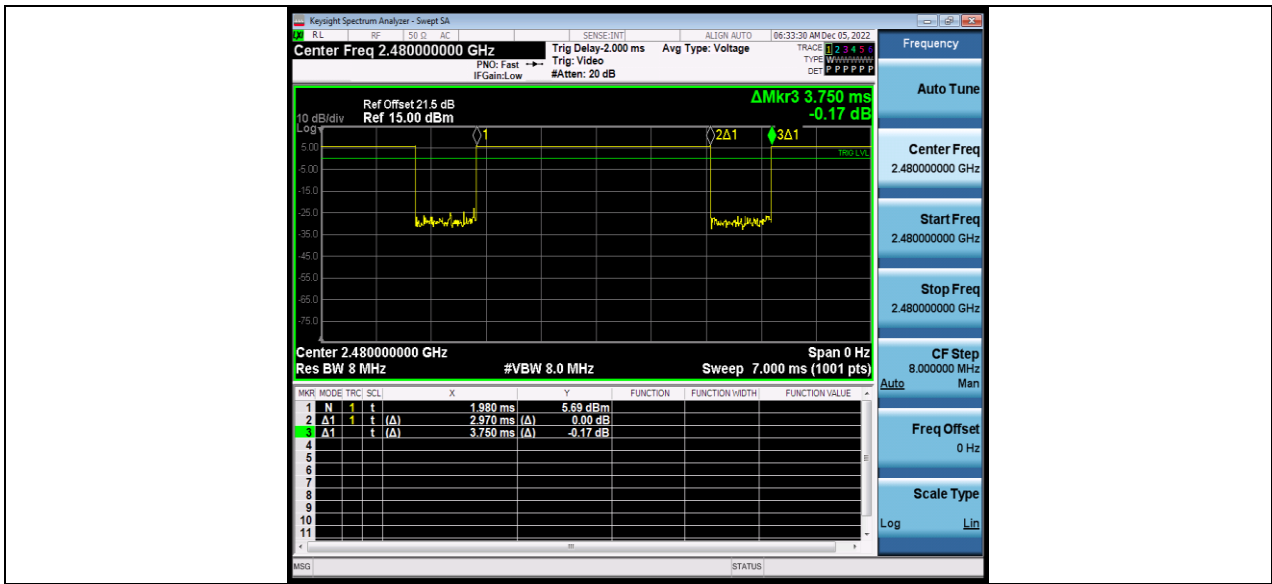 Keysight Spectrum Analyzer - Swept SA
RL RF 50 Ω AC SENSE:INT ALIGN AUTO 06:33:30 AM Dec 05, 2022
Center Freq 2.480000000 GHz
PNO: Fast
IFGain:Low
Trig Delay-2.000 ms
Trig: Video
#Atten: 20 dB
Avg Type: Voltage
TRACE 1 2 3 4 5 6
TYPE WWWWWW
DET P P P P P P
Ref Offset 21.5 dB
10 dB/div Ref 15.00 dBm
Log
ΔMkr3 3.750 ms
-0.17 dB
1
2Δ1
3Δ1
TRIG LVL
5.00
-5.00
-15.0
-25.0
-35.0
-45.0
-55.0
-65.0
-75.0
Center 2.480000000 GHz Span 0 Hz
Res BW 8 MHz #VBW 8.0 MHz Sweep 7.000 ms (1001 pts)
MKR MODE TRC SCL X Y FUNCTION FUNCTION WIDTH FUNCTION VALUE
1 N 1 t 1.980 ms 5.69 dBm
2 Δ1 1 t (Δ) 2.970 ms (Δ) 0.00 dB
3 Δ1 t (Δ) 3.750 ms (Δ) -0.17 dB
4
5
6
7
8
9
10
11
MSG STATUS
Frequency
Auto Tune
Center Freq
2.480000000 GHz
Start Freq
2.480000000 GHz
Stop Freq
2.480000000 GHz
CF Step
8.000000 MHz
Auto Man
Freq Offset
0 Hz
Scale Type
Log Lin